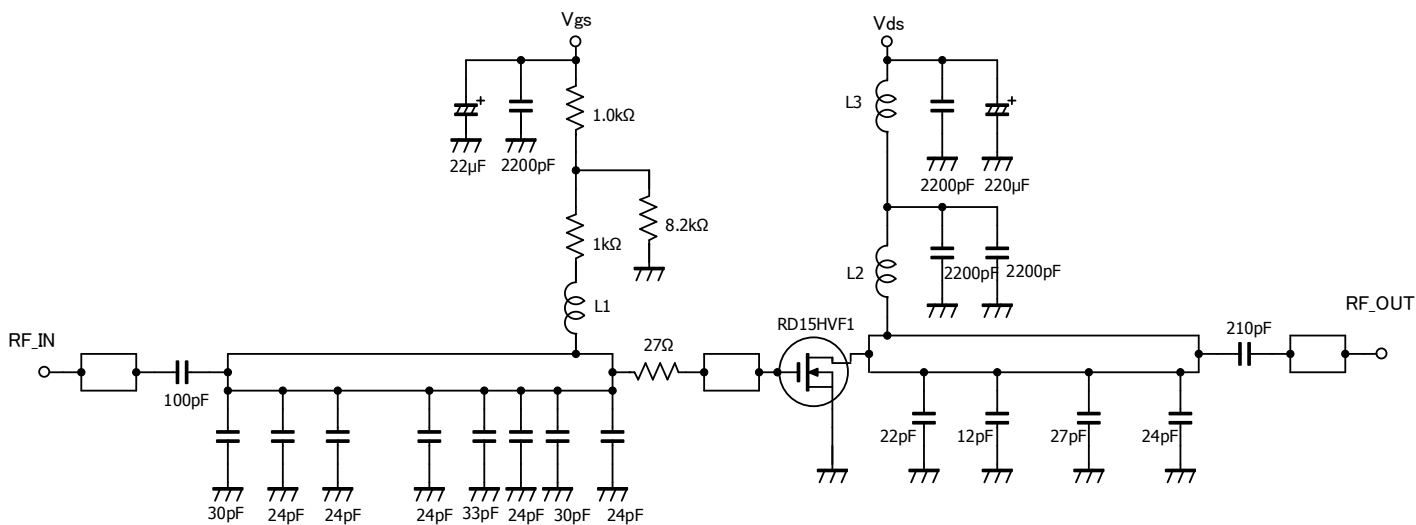 Vgs
Vds
L3
1.0kΩ
22µF
2200pF
2200pF
220µF
1kΩ
8.2kΩ
L2
2200pF
2200pF
L1
RF_IN
27Ω
RD15HVF1
210pF
RF_OUT
100pF
22pF
12pF
27pF
24pF
30pF
24pF
24pF
24pF
33pF
24pF
30pF
24pF